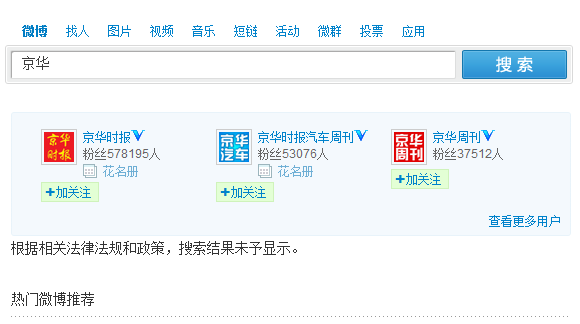 微博 找人 图片 视频 音乐 短链 活动 微群 投票 应用
京华 搜索
京华时报 京华时报 京华汽车 京华时报汽车周刊 京华周刊 京华周刊
粉丝578195人 粉丝53076人 粉丝37512人
花名册 花名册
+加关注 +加关注 +加关注
查看更多用户
根据相关法律法规和政策，搜索结果未予显示。
热门微博推荐